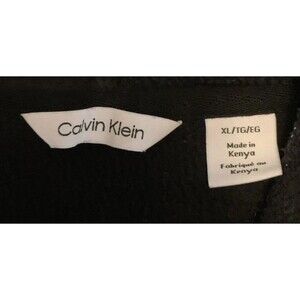 Calvin Klein
XL/TG/EG
Made in
Kenya
Fabriqué au
Kenya